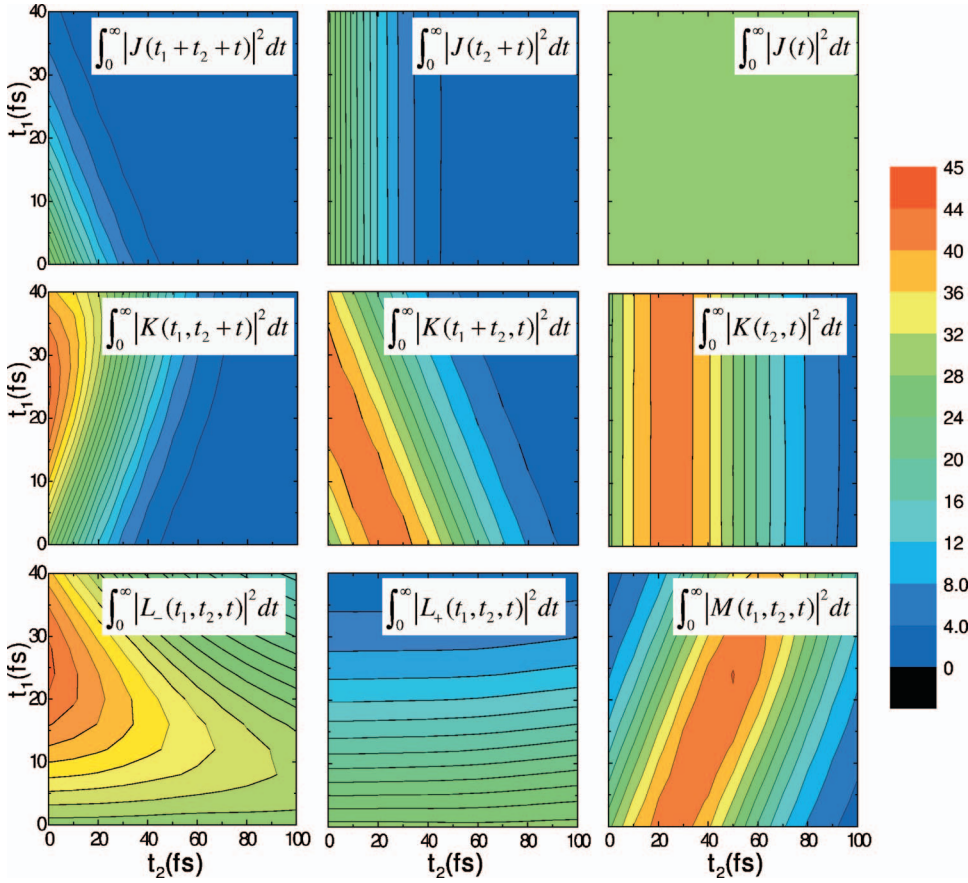 ∫₀^∞ |J(t₁ + t₂ + t)|² dt
∫₀^∞ |J(t₂ + t)|² dt
∫₀^∞ |J(t)|² dt
40
30
20
10
0
t₁(fs)
∫₀^∞ |K(t₁, t₂ + t)|² dt
∫₀^∞ |K(t₁ + t₂, t)|² dt
∫₀^∞ |K(t₂, t)|² dt
40
30
20
10
0
t₁(fs)
∫₀^∞ |L₋(t₁, t₂, t)|² dt
∫₀^∞ |L₊(t₁, t₂, t)|² dt
∫₀^∞ |M(t₁, t₂, t)|² dt
40
30
20
10
0
t₁(fs)
0 20 40 60 80 100
0 20 40 60 80 100
0 20 40 60 80 100
t₂(fs)
t₂(fs)
t₂(fs)
45
44
40
36
32
28
24
20
16
12
8.0
4.0
0